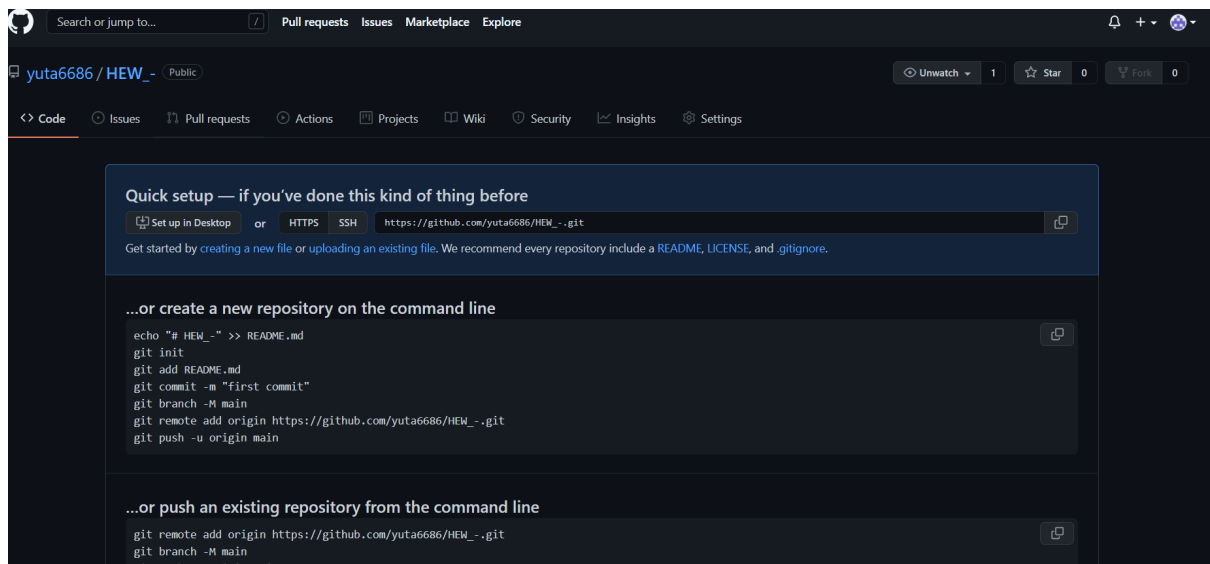 Search or jump to... / Pull requests Issues Marketplace Explore
yuta6686 / HEW_- Public Unwatch 1 Star 0 Fork 0
<> Code Issues Pull requests Actions Projects Wiki Security Insights Settings
Quick setup — if you've done this kind of thing before
Set up in Desktop or HTTPS SSH https://github.com/yuta6686/HEW_-.git
Get started by creating a new file or uploading an existing file. We recommend every repository include a README, LICENSE, and .gitignore.
...or create a new repository on the command line
echo "# HEW_-" >> README.md
git init
git add README.md
git commit -m "first commit"
git branch -M main
git remote add origin https://github.com/yuta6686/HEW_-.git
git push -u origin main
...or push an existing repository from the command line
git remote add origin https://github.com/yuta6686/HEW_-.git
git branch -M main